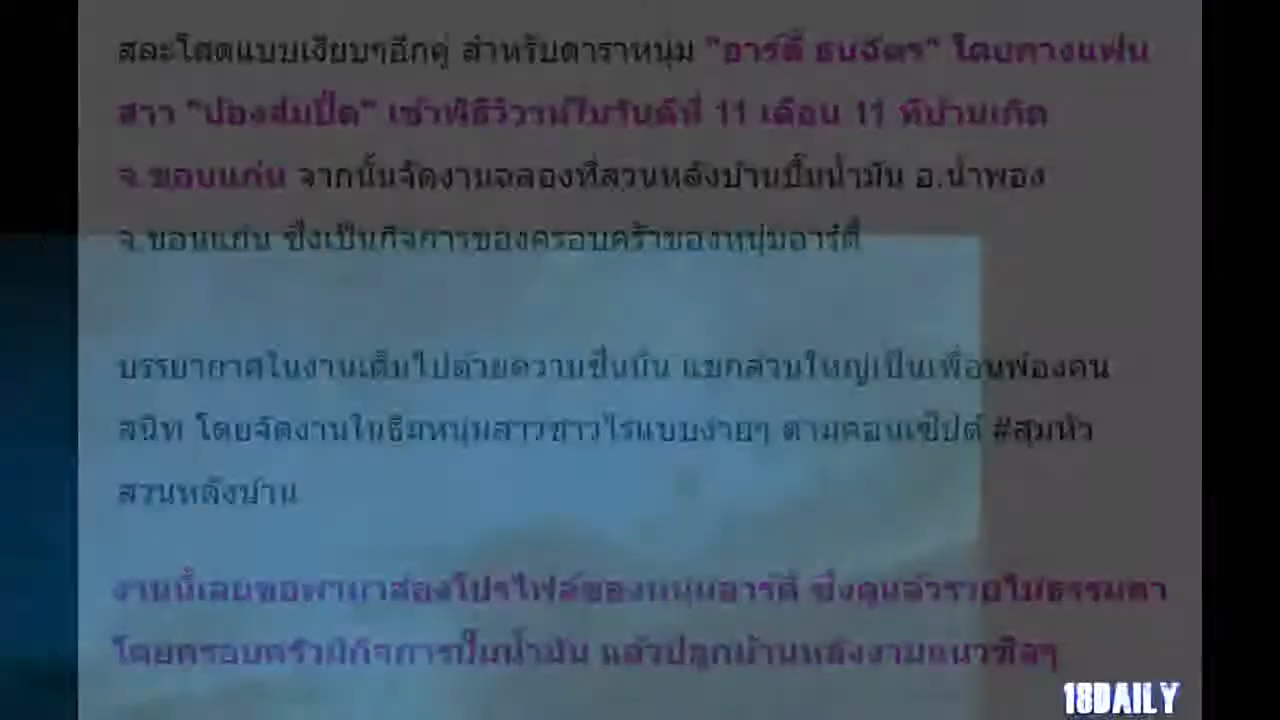 สละโสดแบบเงียบๆอีกคู่ สำหรับดาราหนุ่ม "อาร์ตี้ ธนฉัตร" โดยควงแฟน
สาว "น้องส้มปี๊ด" เข้าพิธีวิวาห์ในวันดีที่ 11 เดือน 11 ที่บ้านเกิด
จ.ขอนแก่น จากนั้นจัดงานฉลองที่สวนหลังบ้านปั๊มน้ำมัน อ.น้ำพอง
จ.ขอนแก่น ซึ่งเป็นกิจการของครอบครัวของหนุ่มอาร์ตี้
บรรยากาศในงานเต็มไปด้วยความชื่นมื่น แขกส่วนใหญ่เป็นเพื่อนพ้องคน
สนิท โดยจัดงานในธีมหนุ่มสาวชาวไร่แบบง่ายๆ ตามคอนเซ็ปต์ #สุมหัว
สวนหลังบ้าน
งานนี้เลยขอพามาส่องโปรไฟล์ของหนุ่มอาร์ตี้ ซึ่งดูแล้วรวยไม่ธรรมดา
โดยครอบครัวมีกิจการปั๊มน้ำมัน แล้วปลูกบ้านหลังงามแนวชิลๆ
18DAILY